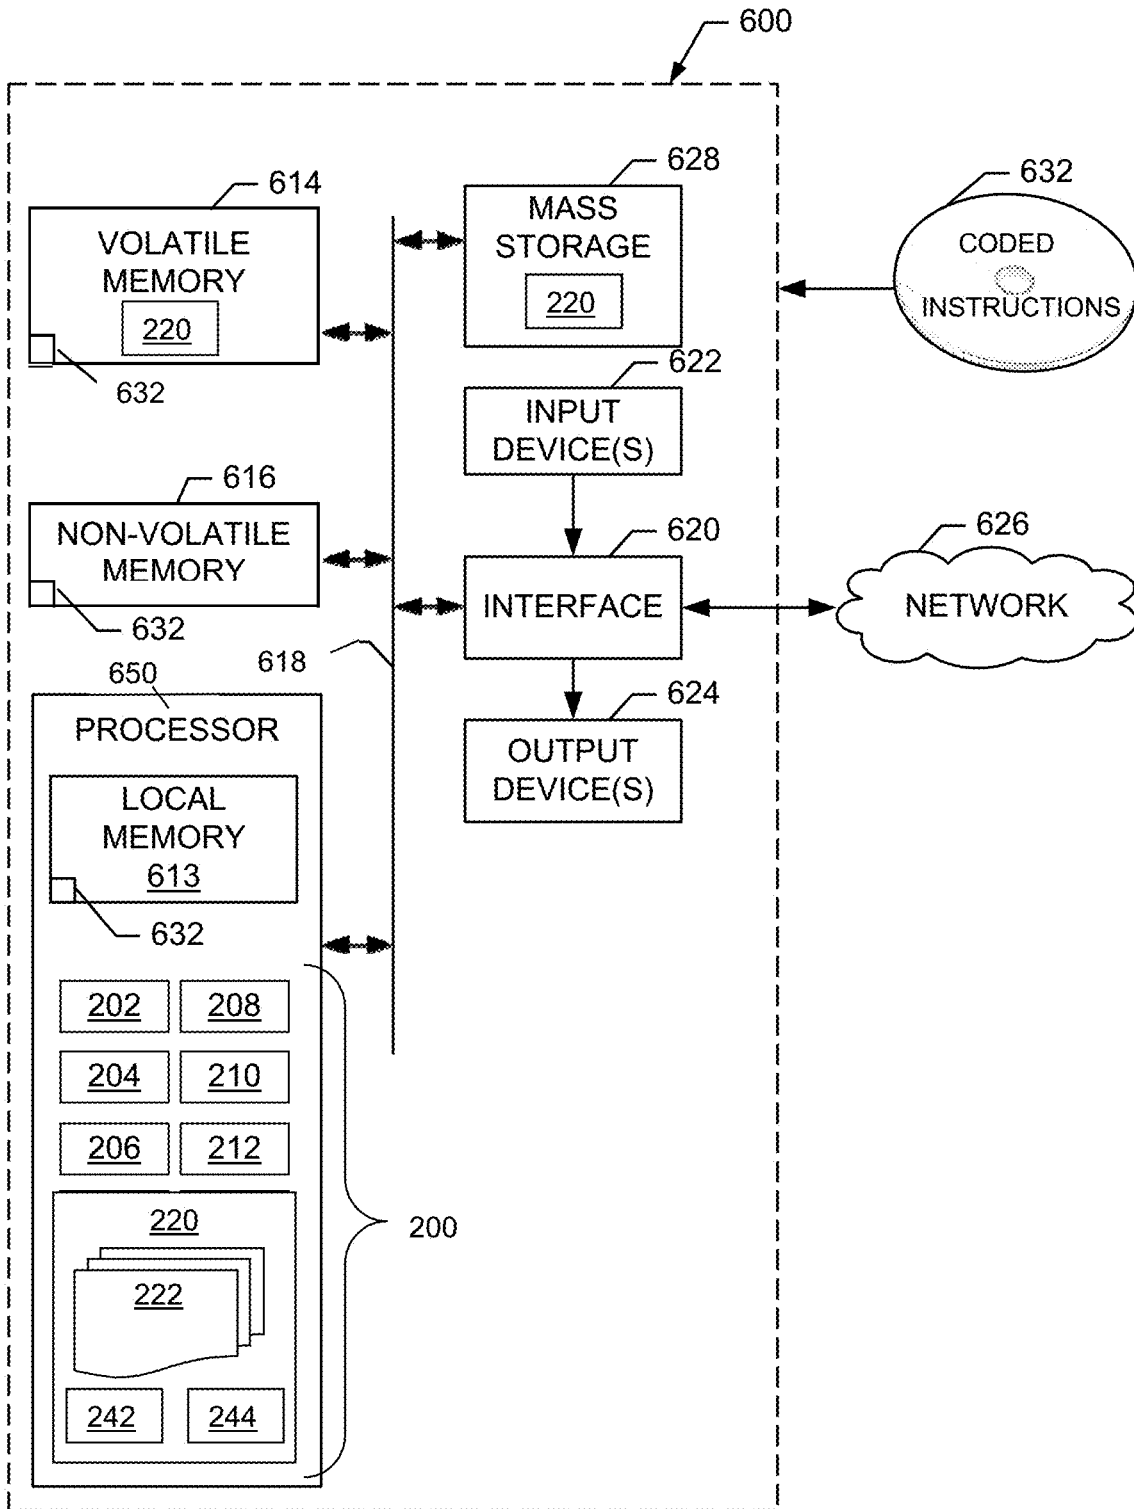 600
614
VOLATILE
MEMORY
220
632
628
MASS
STORAGE
220
632
CODED
INSTRUCTIONS
622
INPUT
DEVICE(S)
616
NON-VOLATILE
MEMORY
632
620
INTERFACE
626
NETWORK
618
624
OUTPUT
DEVICE(S)
650
PROCESSOR
LOCAL
MEMORY
613
632
202
208
204
210
206
212
220
222
242
244
200